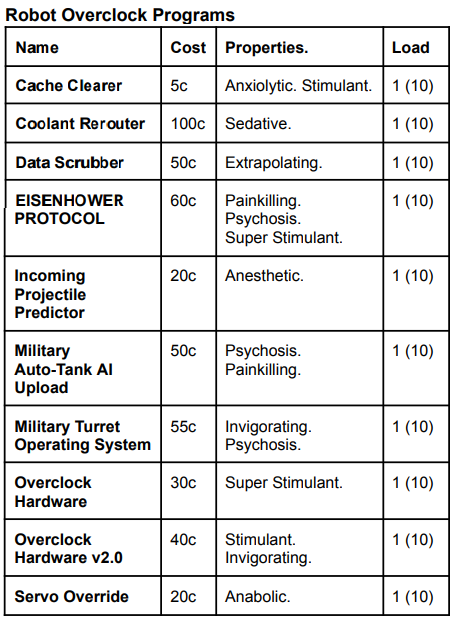 Robot Overclock Programs
Name Cost Properties. Load
Cache Clearer 5c Anxiolytic. Stimulant. 1 (10)
Coolant Rerouter 100c Sedative. 1 (10)
Data Scrubber 50c Extrapolating. 1 (10)
EISENHOWER 60c Painkilling. 1 (10)
PROTOCOL Psychosis.
Super Stimulant.
Incoming 20c Anesthetic. 1 (10)
Projectile
Predictor
Military 50c Psychosis. 1 (10)
Auto-Tank AI Painkilling.
Upload
Military Turret 55c Invigorating. 1 (10)
Operating System Psychosis.
Overclock 30c Super Stimulant. 1 (10)
Hardware
Overclock 40c Stimulant. 1 (10)
Hardware v2.0 Invigorating.
Servo Override 20c Anabolic. 1 (10)